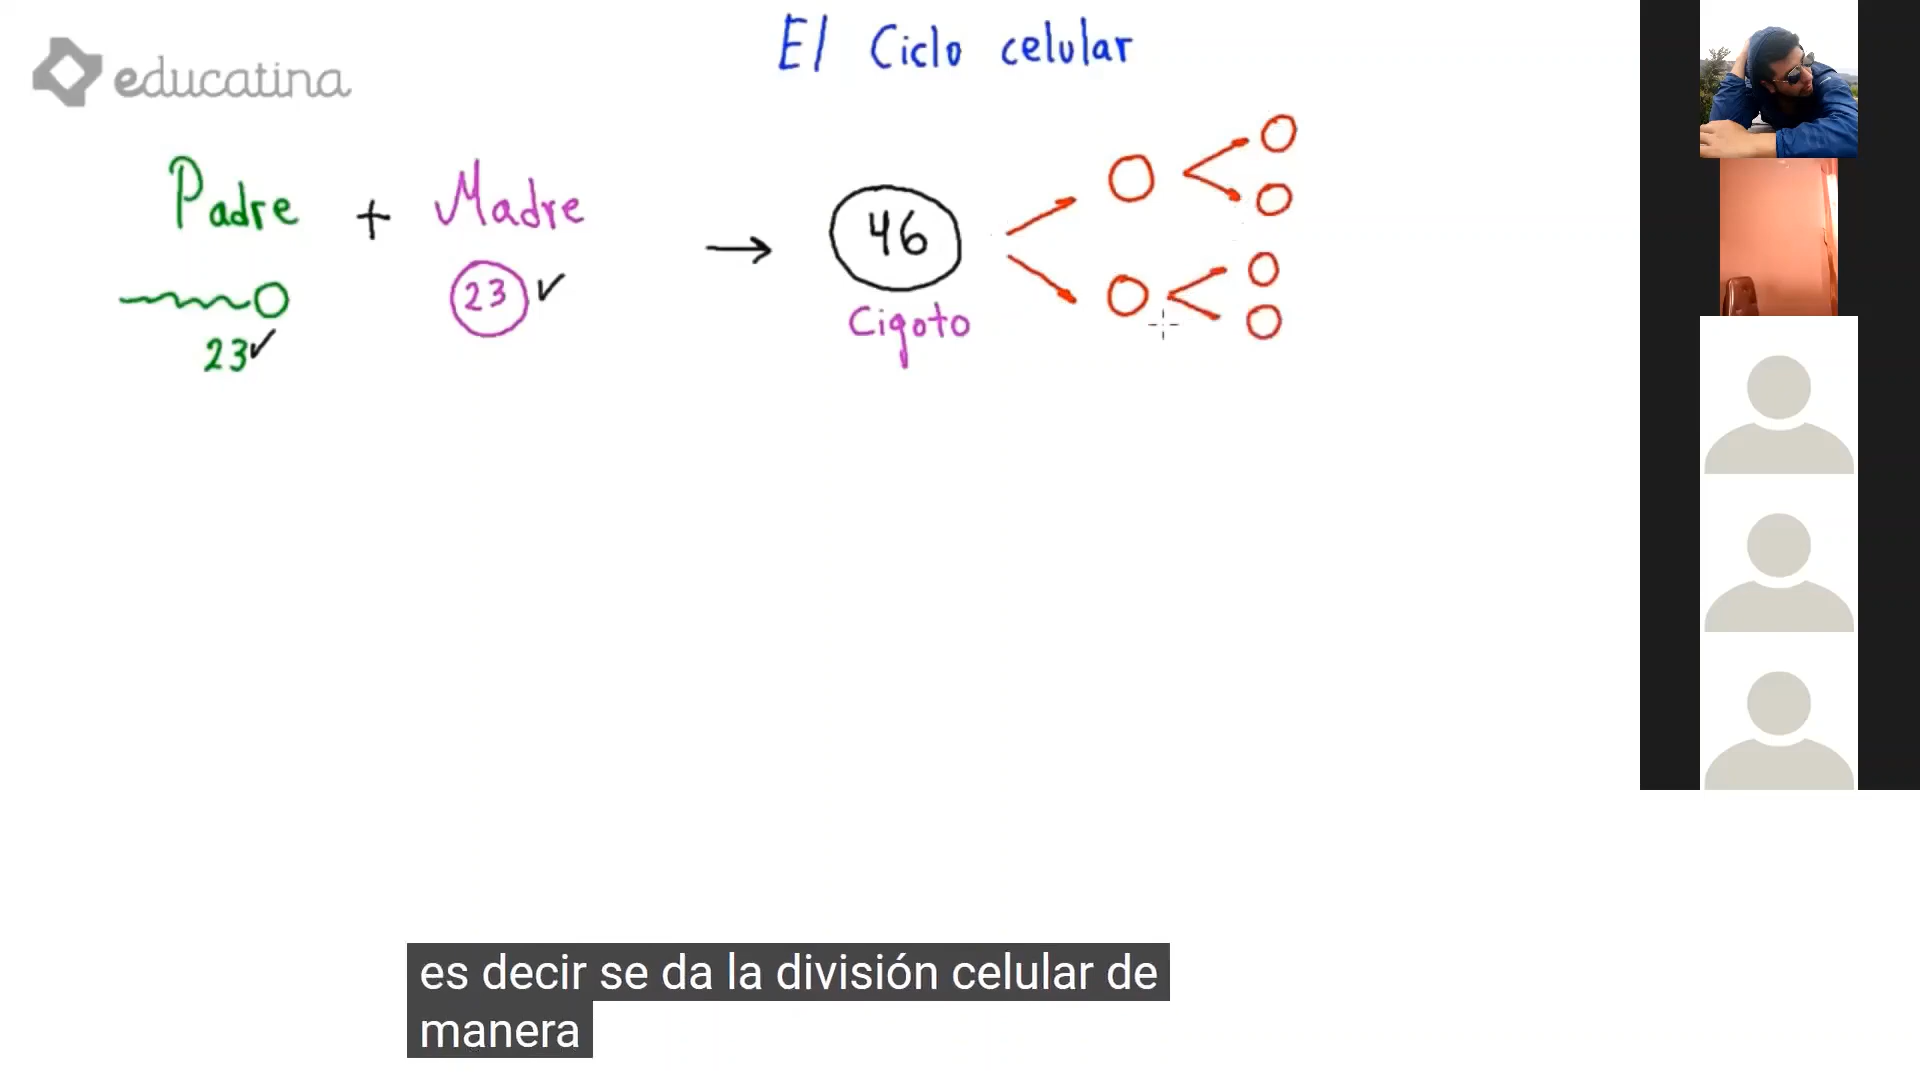 El Ciclo celular
educatina
Padre + Madre → 46
23 ✓
Cigoto
23 ✓
es decir se da la división celular de
manera